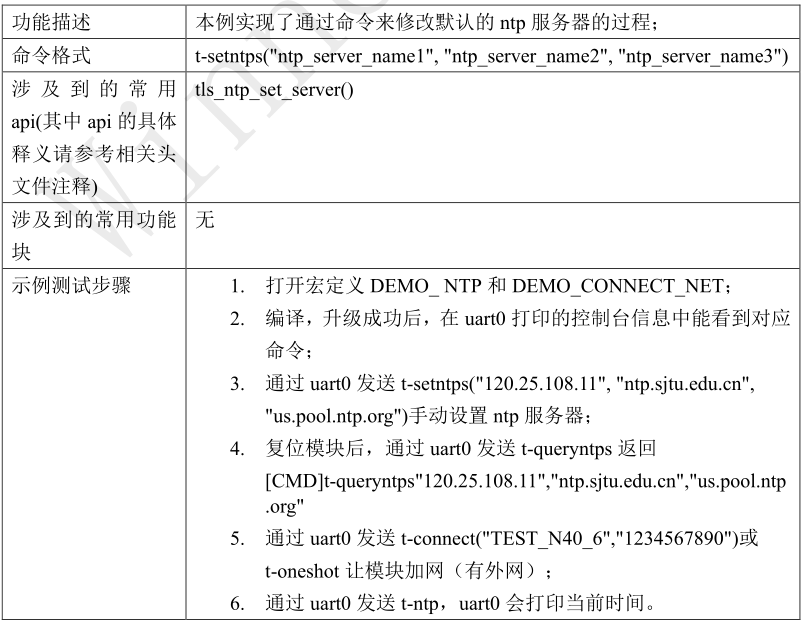 功能描述
本例实现了通过命令来修改默认的 ntp 服务器的过程；
命令格式
t-setntps("ntp_server_name1", "ntp_server_name2", "ntp_server_name3")
涉及到的常用
api(其中 api 的具体
释义请参考相关头
文件注释)
tls_ntp_set_server()
涉及到的常用功能
块
无
示例测试步骤
1. 打开宏定义 DEMO_ NTP 和 DEMO_CONNECT_NET；
2. 编译，升级成功后，在 uart0 打印的控制台信息中能看到对应
命令；
3. 通过 uart0 发送 t-setntps("120.25.108.11", "ntp.sjtu.edu.cn",
"us.pool.ntp.org")手动设置 ntp 服务器；
4. 复位模块后，通过 uart0 发送 t-queryntps 返回
[CMD]t-queryntps"120.25.108.11","ntp.sjtu.edu.cn","us.pool.ntp
.org"
5. 通过 uart0 发送 t-connect("TEST_N40_6","1234567890")或
t-oneshot 让模块加网（有外网）；
6. 通过 uart0 发送 t-ntp，uart0 会打印当前时间。